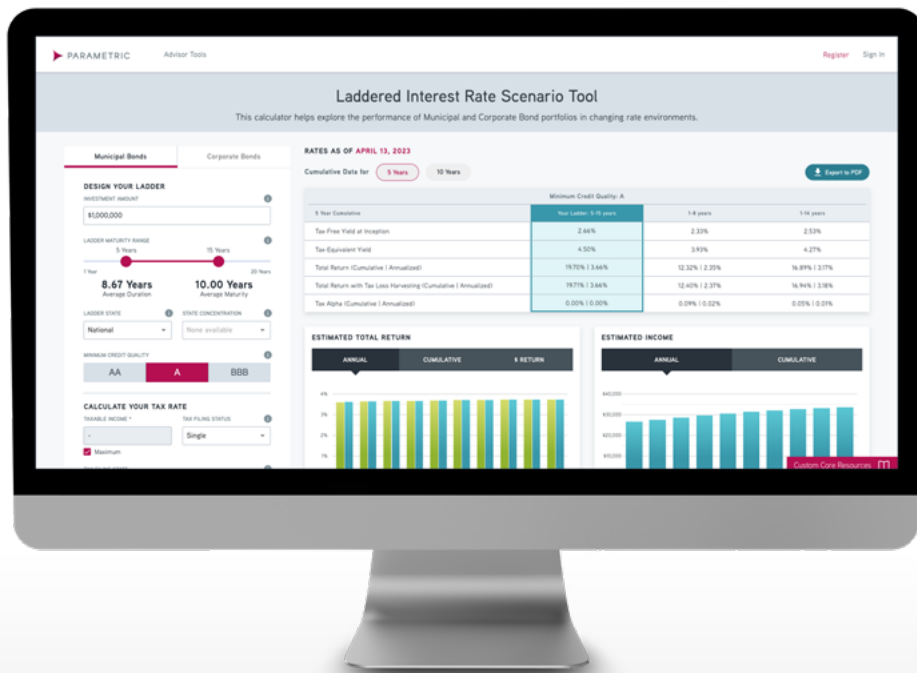 PARAMETRIC
Advisor Tools
Register
Sign In
Laddered Interest Rate Scenario Tool
This calculator helps explore the performance of Municipal and Corporate Bond portfolios in changing rate environments.
Municipal Bonds
Corporate Bonds
DESIGN YOUR LADDER
INVESTMENT AMOUNT
$1,000,000
LADDER MATURITY RANGE
5 Years
15 Years
1 Year
20 Years
8.67 Years
10.00 Years
Average Duration
Average Maturity
LADDER STATE
STATE CONCENTRATION
National
None available
MINIMUM CREDIT QUALITY
AA
A
BBB
CALCULATE YOUR TAX RATE
TAXABLE INCOME *
TAX FILING STATUS
-
Single
Maximum
RATES AS OF APRIL 13, 2023
Cumulative Data for
5 Years
10 Years
Export to PDF
Minimum Credit Quality: A
5 Year Cumulative
Your Ladder: 5-15 years
1-8 years
1-14 years
Tax-Free Yield at Inception
2.66%
2.33%
2.53%
Tax-Equivalent Yield
4.50%
3.93%
4.27%
Total Return (Cumulative | Annualized)
19.70% | 3.66%
12.32% | 2.35%
16.89% | 3.17%
Total Return with Tax Loss Harvesting (Cumulative | Annualized)
19.71% | 3.66%
12.40% | 2.37%
16.94% | 3.18%
Tax Alpha (Cumulative | Annualized)
0.00% | 0.00%
0.09% | 0.02%
0.05% | 0.01%
ESTIMATED TOTAL RETURN
ANNUAL
CUMULATIVE
% RETURN
4%
3%
2%
1%
ESTIMATED INCOME
ANNUAL
CUMULATIVE
$40,000
$30,000
$20,000
$10,000
Custom Core Resources